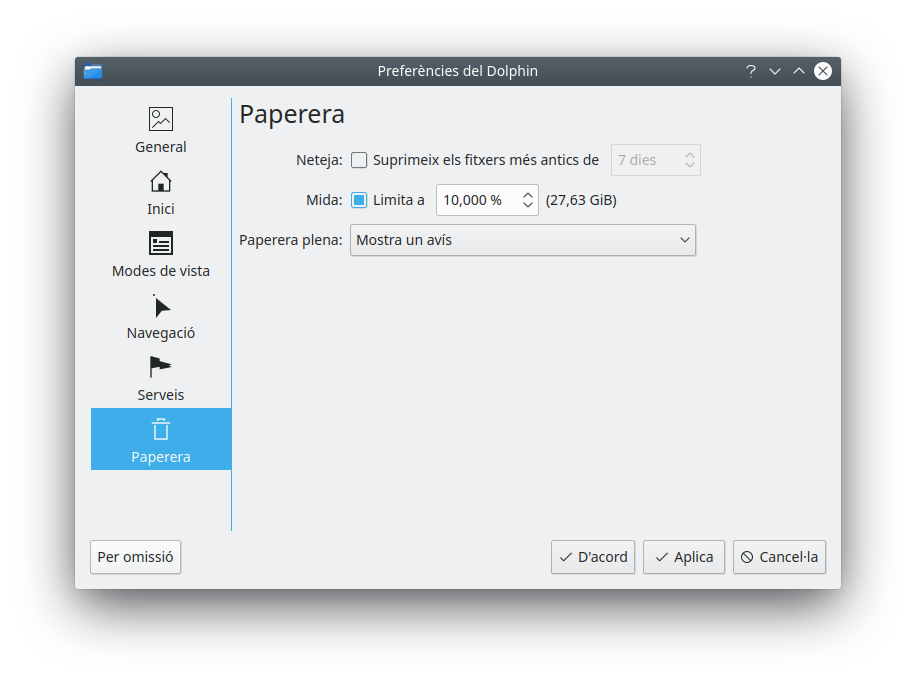 Preferències del Dolphin
General
Inici
Modes de vista
Navegació
Serveis
Paperera
Paperera
Neteja: Suprimeix els fitxers més antics de 7 dies
Mida: Limita a 10,000 % (27,63 GiB)
Paperera plena: Mostra un avís
Per omissió D'acord Aplica Cancel·la